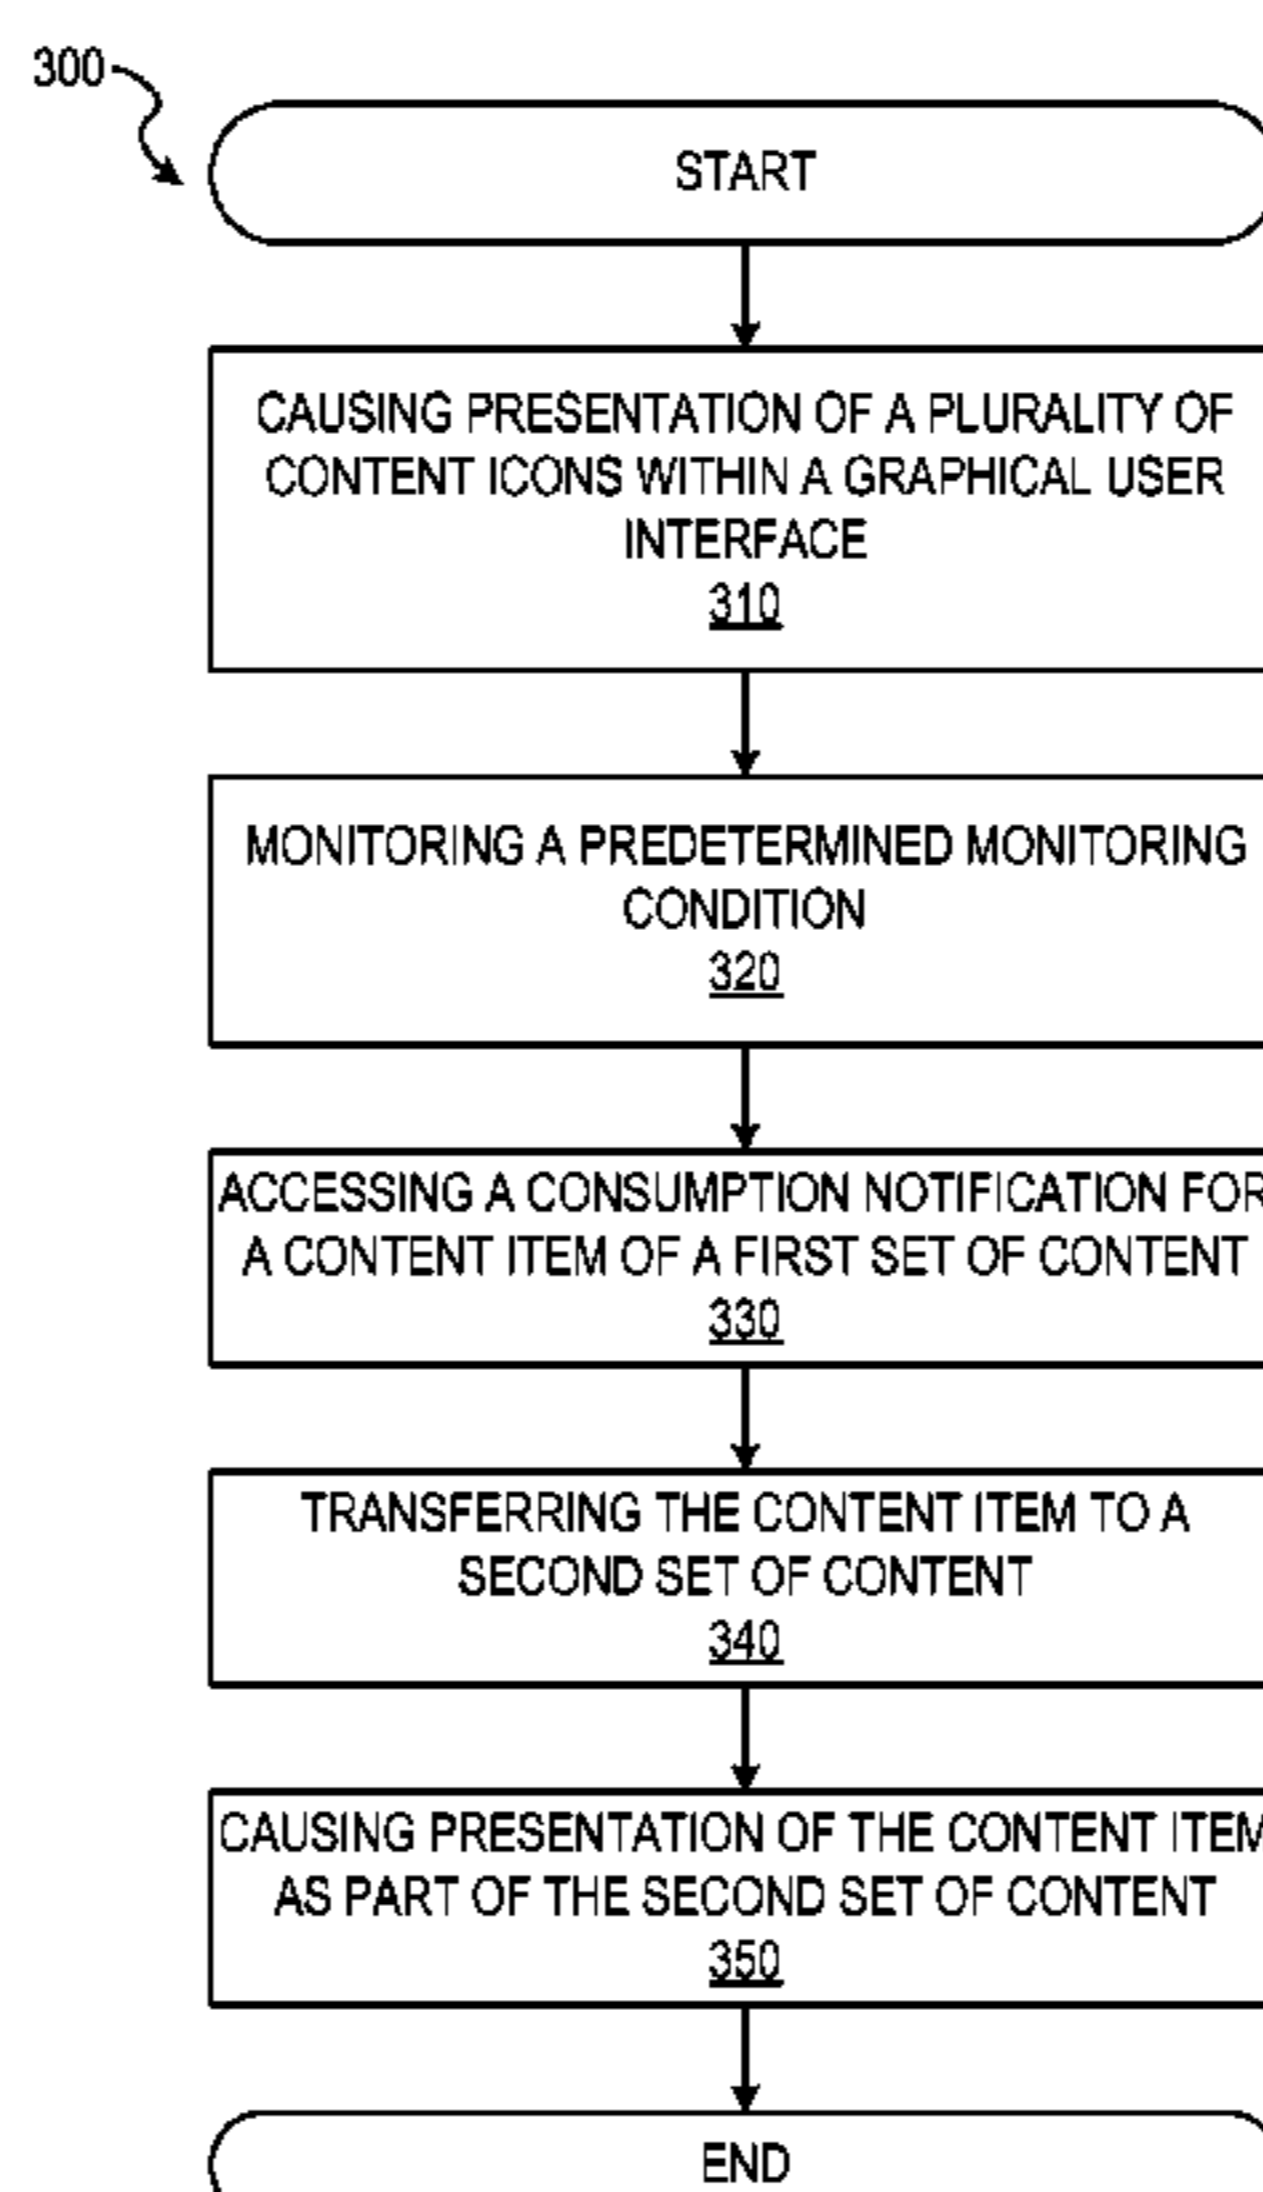 300
START
CAUSING PRESENTATION OF A PLURALITY OF
CONTENT ICONS WITHIN A GRAPHICAL USER
INTERFACE
310
MONITORING A PREDETERMINED MONITORING
CONDITION
320
ACCESSING A CONSUMPTION NOTIFICATION FOR
A CONTENT ITEM OF A FIRST SET OF CONTENT
330
TRANSFERRING THE CONTENT ITEM TO A
SECOND SET OF CONTENT
340
CAUSING PRESENTATION OF THE CONTENT ITEM
AS PART OF THE SECOND SET OF CONTENT
350
END